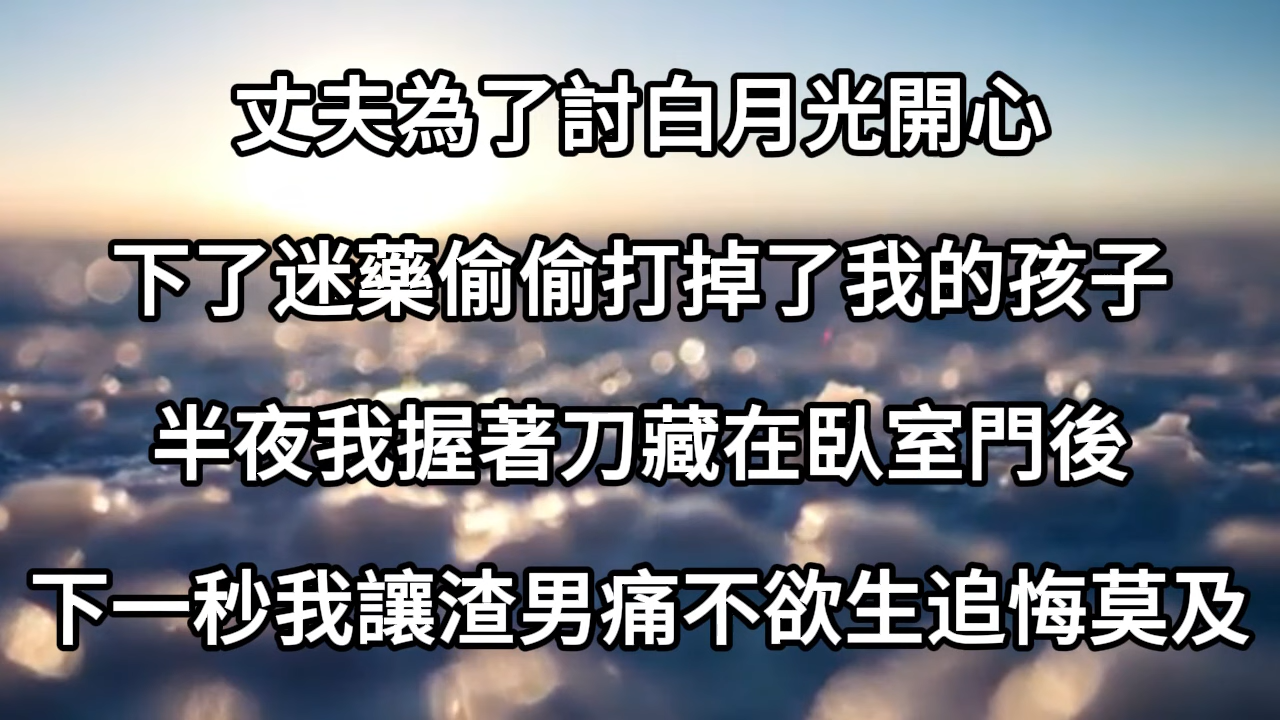 丈夫為了討白月光開心
下了迷藥偷偷打掉了我的孩子
半夜我握著刀藏在臥室門後
下一秒我讓渣男痛不欲生追悔莫及